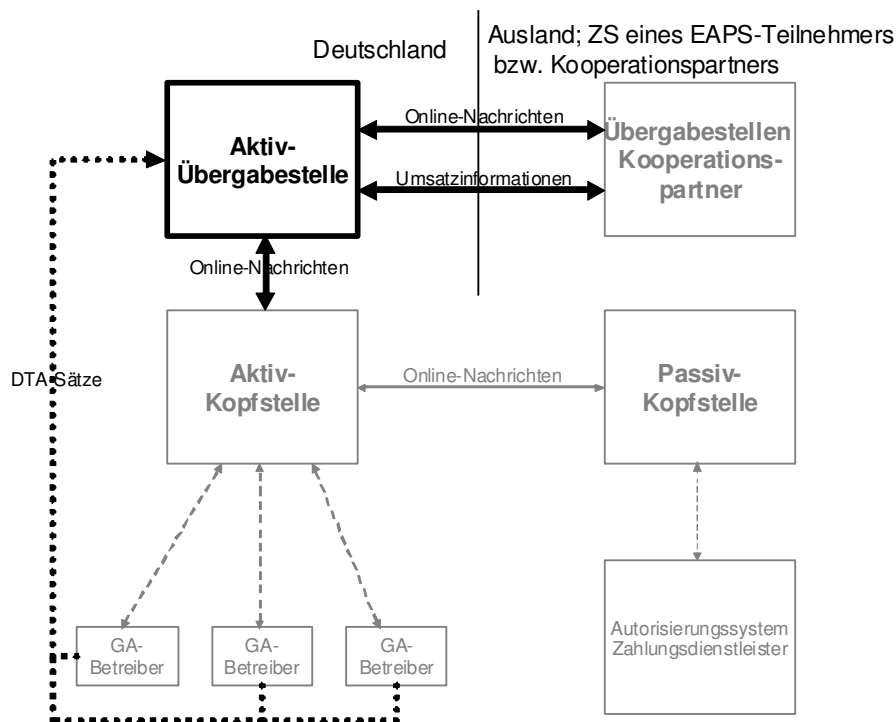 Deutschland
Ausland; ZS eines EAPS-Teilnehmers
bzw. Kooperationspartners
Aktiv-
Übergabestelle
Online-Nachrichten
Umsatzinformationen
Übergabestellen
Kooperations-
partner
Online-Nachrichten
DTA-Sätze
Aktiv-
Kopfstelle
Online-Nachrichten
Passiv-
Kopfstelle
GA-
Betreiber
GA-
Betreiber
GA-
Betreiber
Autorisierungssystem
Zahlungsdienstleister